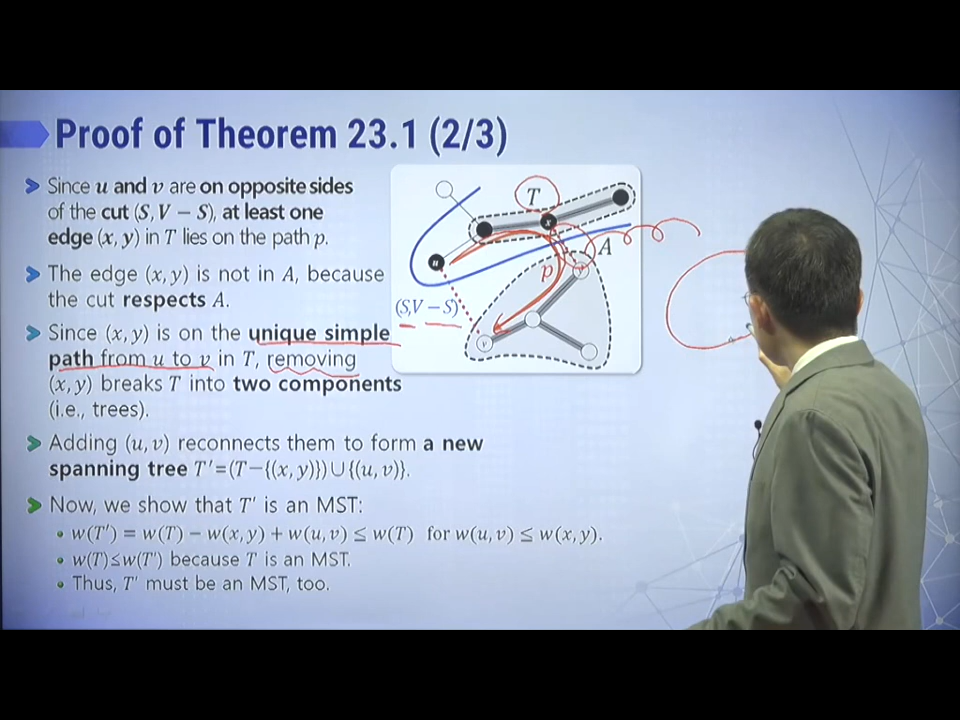 Proof of Theorem 23.1 (2/3)
Since u and v are on opposite sides
of the cut (S, V − S), at least one
edge (x, y) in T lies on the path p.
The edge (x, y) is not in A, because
the cut respects A.
Since (x, y) is on the unique simple
path from u to v in T, removing
(x, y) breaks T into two components
(i.e., trees).
Adding (u, v) reconnects them to form a new
spanning tree T′=(T−{(x, y)})∪{(u, v)}.
Now, we show that T′ is an MST:
w(T′) = w(T) − w(x, y) + w(u, v) ≤ w(T) for w(u, v) ≤ w(x, y).
w(T)≤w(T′) because T is an MST.
Thus, T′ must be an MST, too.
T
x
A
u
p
y
(S,V − S)
v